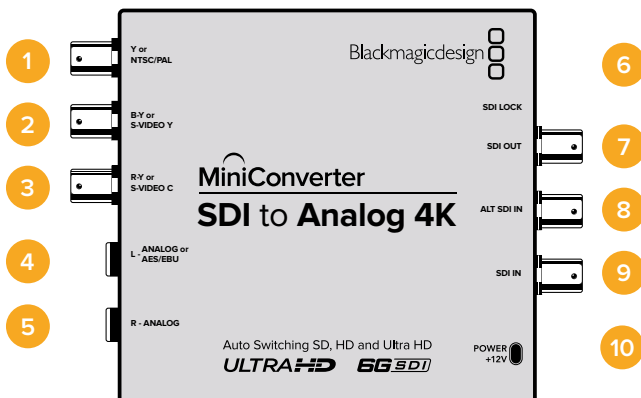 1
Y or
NTSC/PAL
2
B-Y or
S-VIDEO Y
3
R-Y or
S-VIDEO C
4
L - ANALOG or
AES/EBU
5
R - ANALOG
Blackmagicdesign
MiniConverter
SDI to Analog 4K
Auto Switching SD, HD and Ultra HD
ULTRA HD 6G SDI
6
SDI LOCK
SDI OUT
7
ALT SDI IN
8
SDI IN
9
POWER
+12V
10